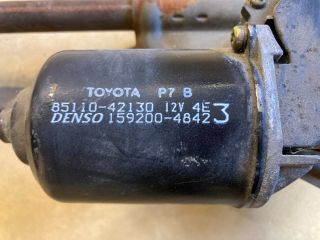 TOYOTA P7 B
85110-42130 12V 4E 3
DENSO 159200-4842